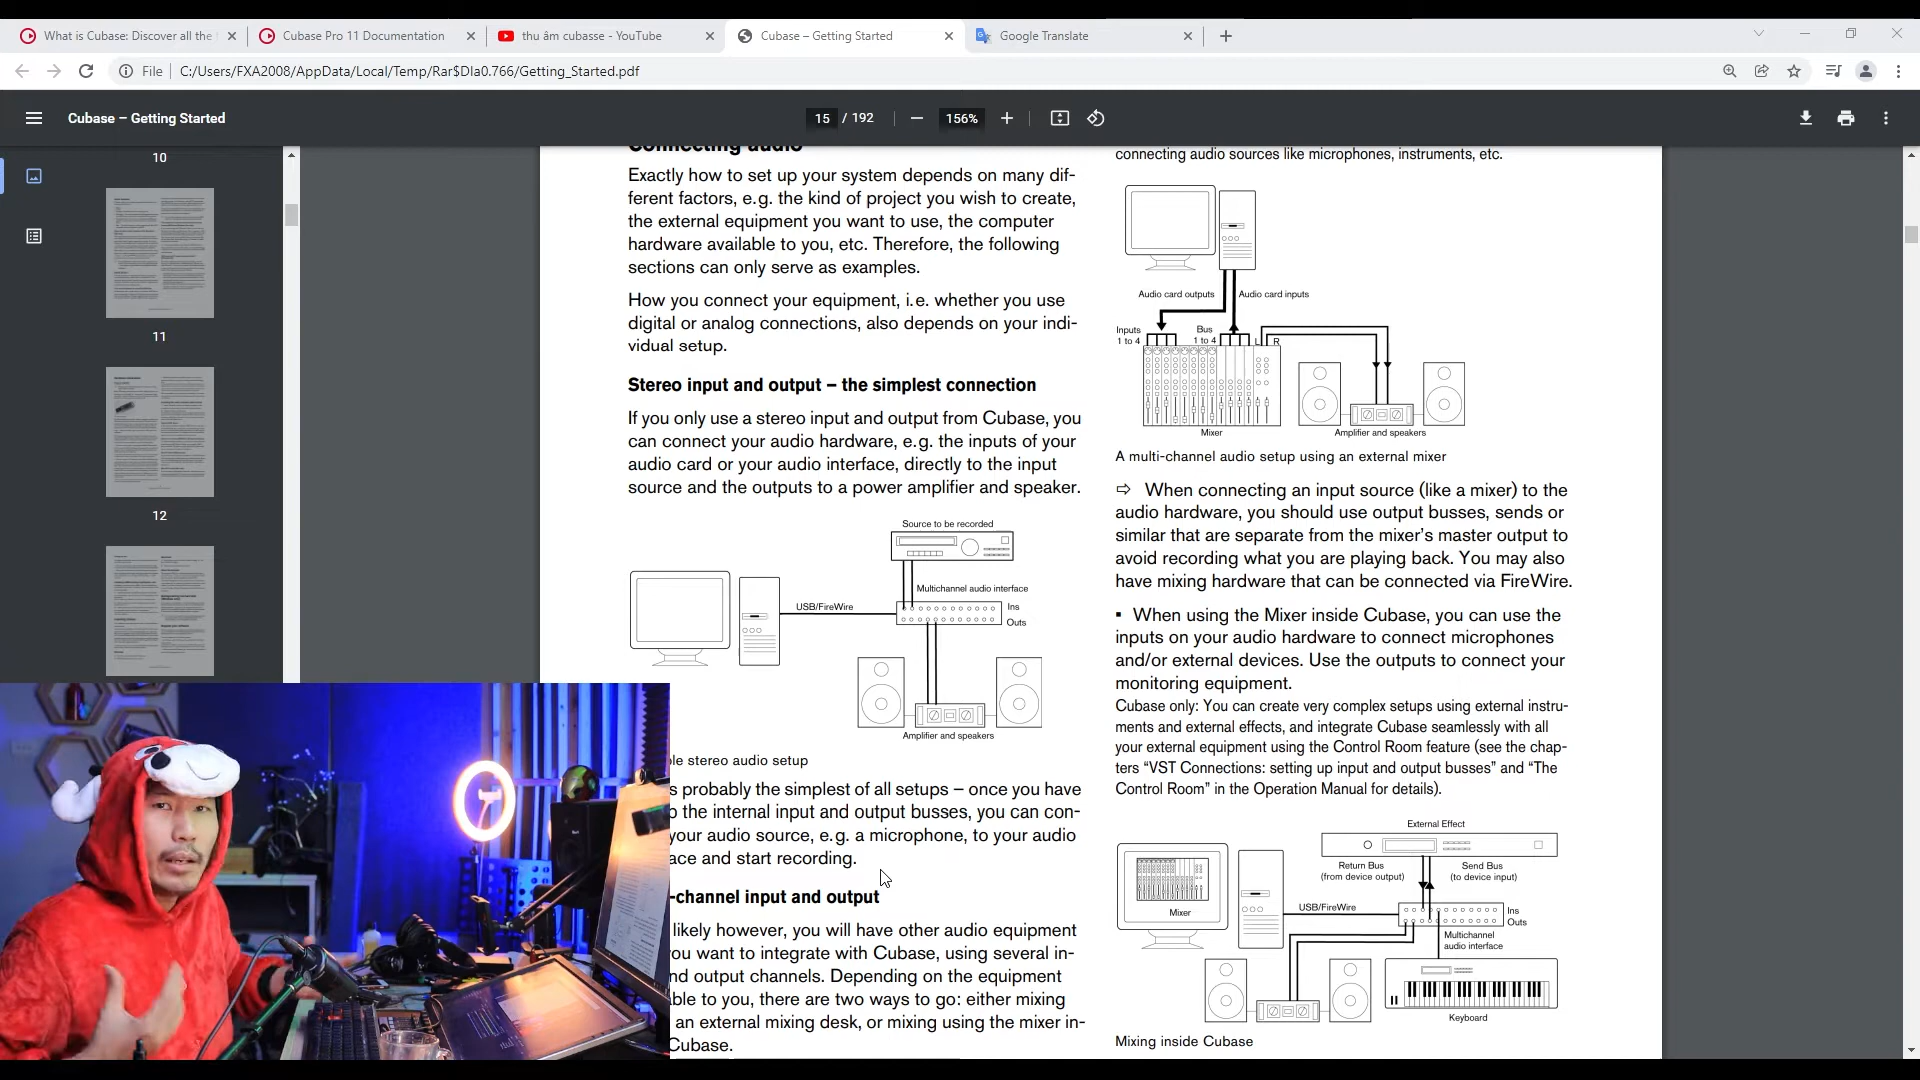 What is Cubase: Discover all the
Cubase Pro 11 Documentation
thu âm cubasse - YouTube
Cubase – Getting Started
Google Translate
File
C:/Users/FXA2008/AppData/Local/Temp/Rar$DIa0.766/Getting_Started.pdf
Cubase – Getting Started
15 / 192
156%
10
11
12
Connecting audio
Exactly how to set up your system depends on many dif-
ferent factors, e.g. the kind of project you wish to create,
the external equipment you want to use, the computer
hardware available to you, etc. Therefore, the following
sections can only serve as examples.
How you connect your equipment, i.e. whether you use
digital or analog connections, also depends on your indi-
vidual setup.
Stereo input and output – the simplest connection
If you only use a stereo input and output from Cubase, you
can connect your audio hardware, e.g. the inputs of your
audio card or your audio interface, directly to the input
source and the outputs to a power amplifier and speaker.
Source to be recorded
Multichannel audio interface
USB/FireWire
Ins
Outs
Amplifier and speakers
le stereo audio setup
s probably the simplest of all setups – once you have
the internal input and output busses, you can con-
your audio source, e.g. a microphone, to your audio
ace and start recording.
-channel input and output
likely however, you will have other audio equipment
you want to integrate with Cubase, using several in-
nd output channels. Depending on the equipment
ble to you, there are two ways to go: either mixing
an external mixing desk, or mixing using the mixer in-
Cubase.
connecting audio sources like microphones, instruments, etc.
Audio card outputs
Audio card inputs
Inputs
1 to 4
Bus
1 to 4
L
R
Mixer
Amplifier and speakers
A multi-channel audio setup using an external mixer
⇨ When connecting an input source (like a mixer) to the
audio hardware, you should use output busses, sends or
similar that are separate from the mixer’s master output to
avoid recording what you are playing back. You may also
have mixing hardware that can be connected via FireWire.
▪ When using the Mixer inside Cubase, you can use the
inputs on your audio hardware to connect microphones
and/or external devices. Use the outputs to connect your
monitoring equipment.
Cubase only: You can create very complex setups using external instru-
ments and external effects, and integrate Cubase seamlessly with all
your external equipment using the Control Room feature (see the chap-
ters “VST Connections: setting up input and output busses” and “The
Control Room” in the Operation Manual for details).
External Effect
Return Bus
(from device output)
Send Bus
(to device input)
Mixer
USB/FireWire
Ins
Outs
Multichannel
audio interface
Keyboard
Mixing inside Cubase